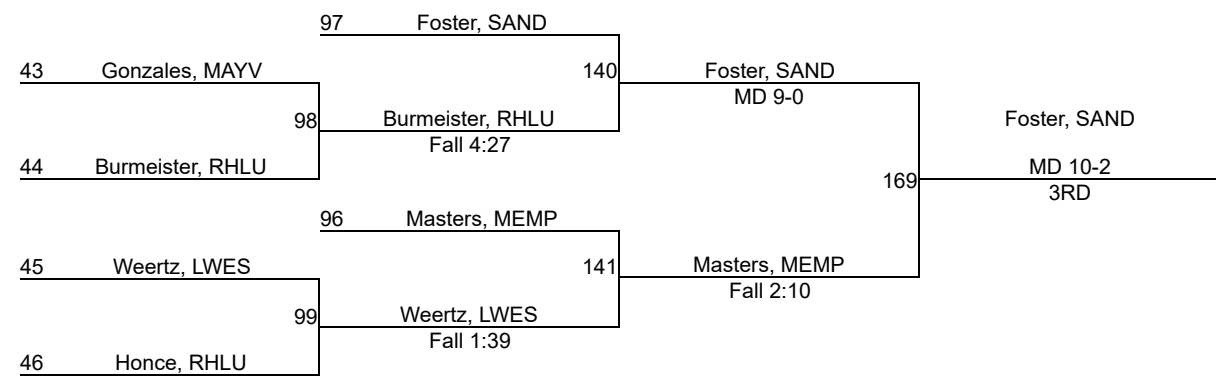 97 Foster, SAND
43 Gonzales, MAYV
140 Foster, SAND
MD 9-0
98 Burmeister, RHLU
Fall 4:27
Foster, SAND
44 Burmeister, RHLU
169 MD 10-2
3RD
96 Masters, MEMP
45 Weertz, LWES
141 Masters, MEMP
Fall 2:10
99 Weertz, LWES
Fall 1:39
46 Honce, RHLU